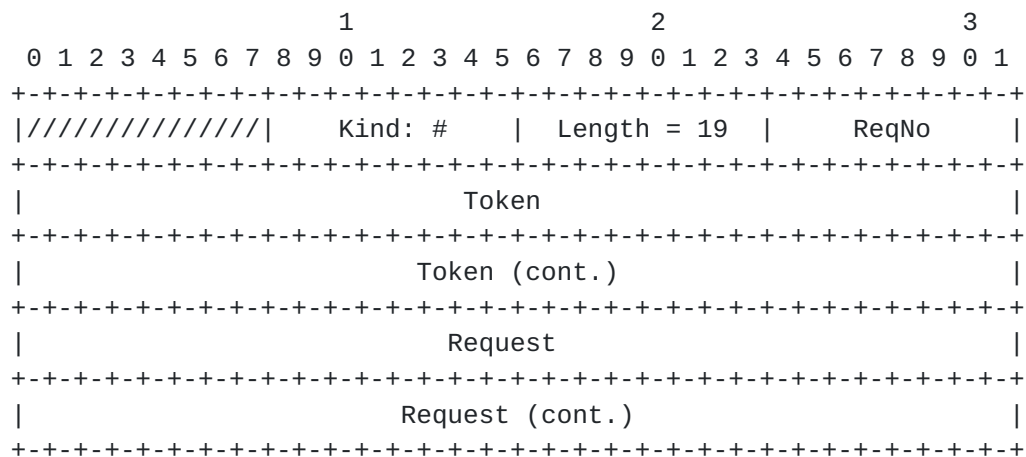 1                   2                   3
 0 1 2 3 4 5 6 7 8 9 0 1 2 3 4 5 6 7 8 9 0 1 2 3 4 5 6 7 8 9 0 1
+-+-+-+-+-+-+-+-+-+-+-+-+-+-+-+-+-+-+-+-+-+-+-+-+-+-+-+-+-+-+-+-+
|///////////////|    Kind: #    |  Length = 19  |     ReqNo     |
+-+-+-+-+-+-+-+-+-+-+-+-+-+-+-+-+-+-+-+-+-+-+-+-+-+-+-+-+-+-+-+-+
|                            Token                              |
+-+-+-+-+-+-+-+-+-+-+-+-+-+-+-+-+-+-+-+-+-+-+-+-+-+-+-+-+-+-+-+-+
|                         Token (cont.)                         |
+-+-+-+-+-+-+-+-+-+-+-+-+-+-+-+-+-+-+-+-+-+-+-+-+-+-+-+-+-+-+-+-+
|                           Request                             |
+-+-+-+-+-+-+-+-+-+-+-+-+-+-+-+-+-+-+-+-+-+-+-+-+-+-+-+-+-+-+-+-+
|                        Request (cont.)                        |
+-+-+-+-+-+-+-+-+-+-+-+-+-+-+-+-+-+-+-+-+-+-+-+-+-+-+-+-+-+-+-+-+